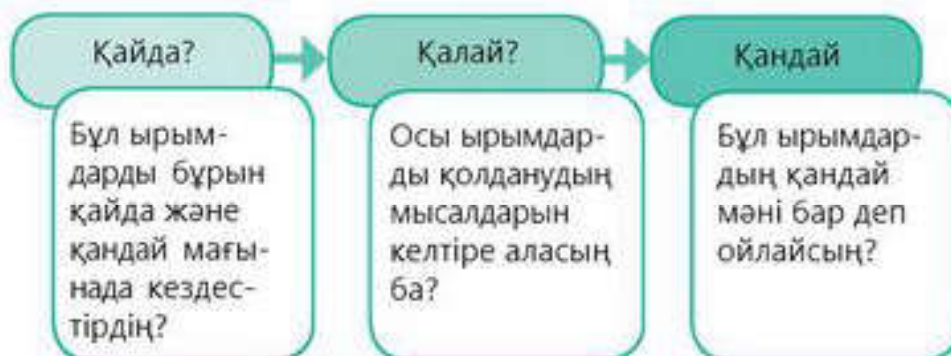 Қайда?
Бұл ырым-
дарды бұрын
қайда және
қандай мағы-
нада кездес-
тірдің?
Қалай?
Осы ырымдар-
ды қолданудың
мысалдарын
келтіре аласың
ба?
Қандай
Бұл ырымдар-
дың қандай
мәні бар деп
ойлайсың?